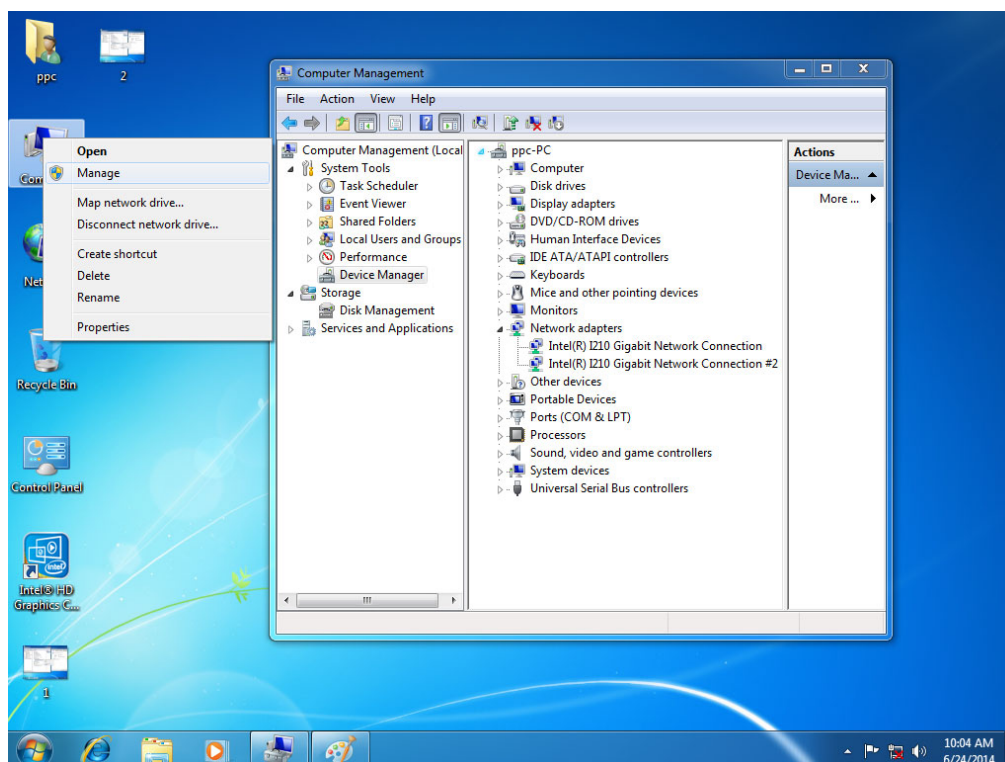 ppc
2
Computer Management
File Action View Help
Open
Manage
Map network drive...
Disconnect network drive...
Create shortcut
Delete
Rename
Properties
Computer Management (Local
System Tools
Task Scheduler
Event Viewer
Shared Folders
Local Users and Groups
Performance
Device Manager
Storage
Disk Management
Services and Applications
ppc-PC
Computer
Disk drives
Display adapters
DVD/CD-ROM drives
Human Interface Devices
IDE ATA/ATAPI controllers
Keyboards
Mice and other pointing devices
Monitors
Network adapters
Intel(R) I210 Gigabit Network Connection
Intel(R) I210 Gigabit Network Connection #2
Other devices
Portable Devices
Ports (COM & LPT)
Processors
Sound, video and game controllers
System devices
Universal Serial Bus controllers
Actions
Device Ma...
More ...
Com
Net
Recycle Bin
Control Panel
Intel® HD
Graphics C...
1
10:04 AM
6/24/2014